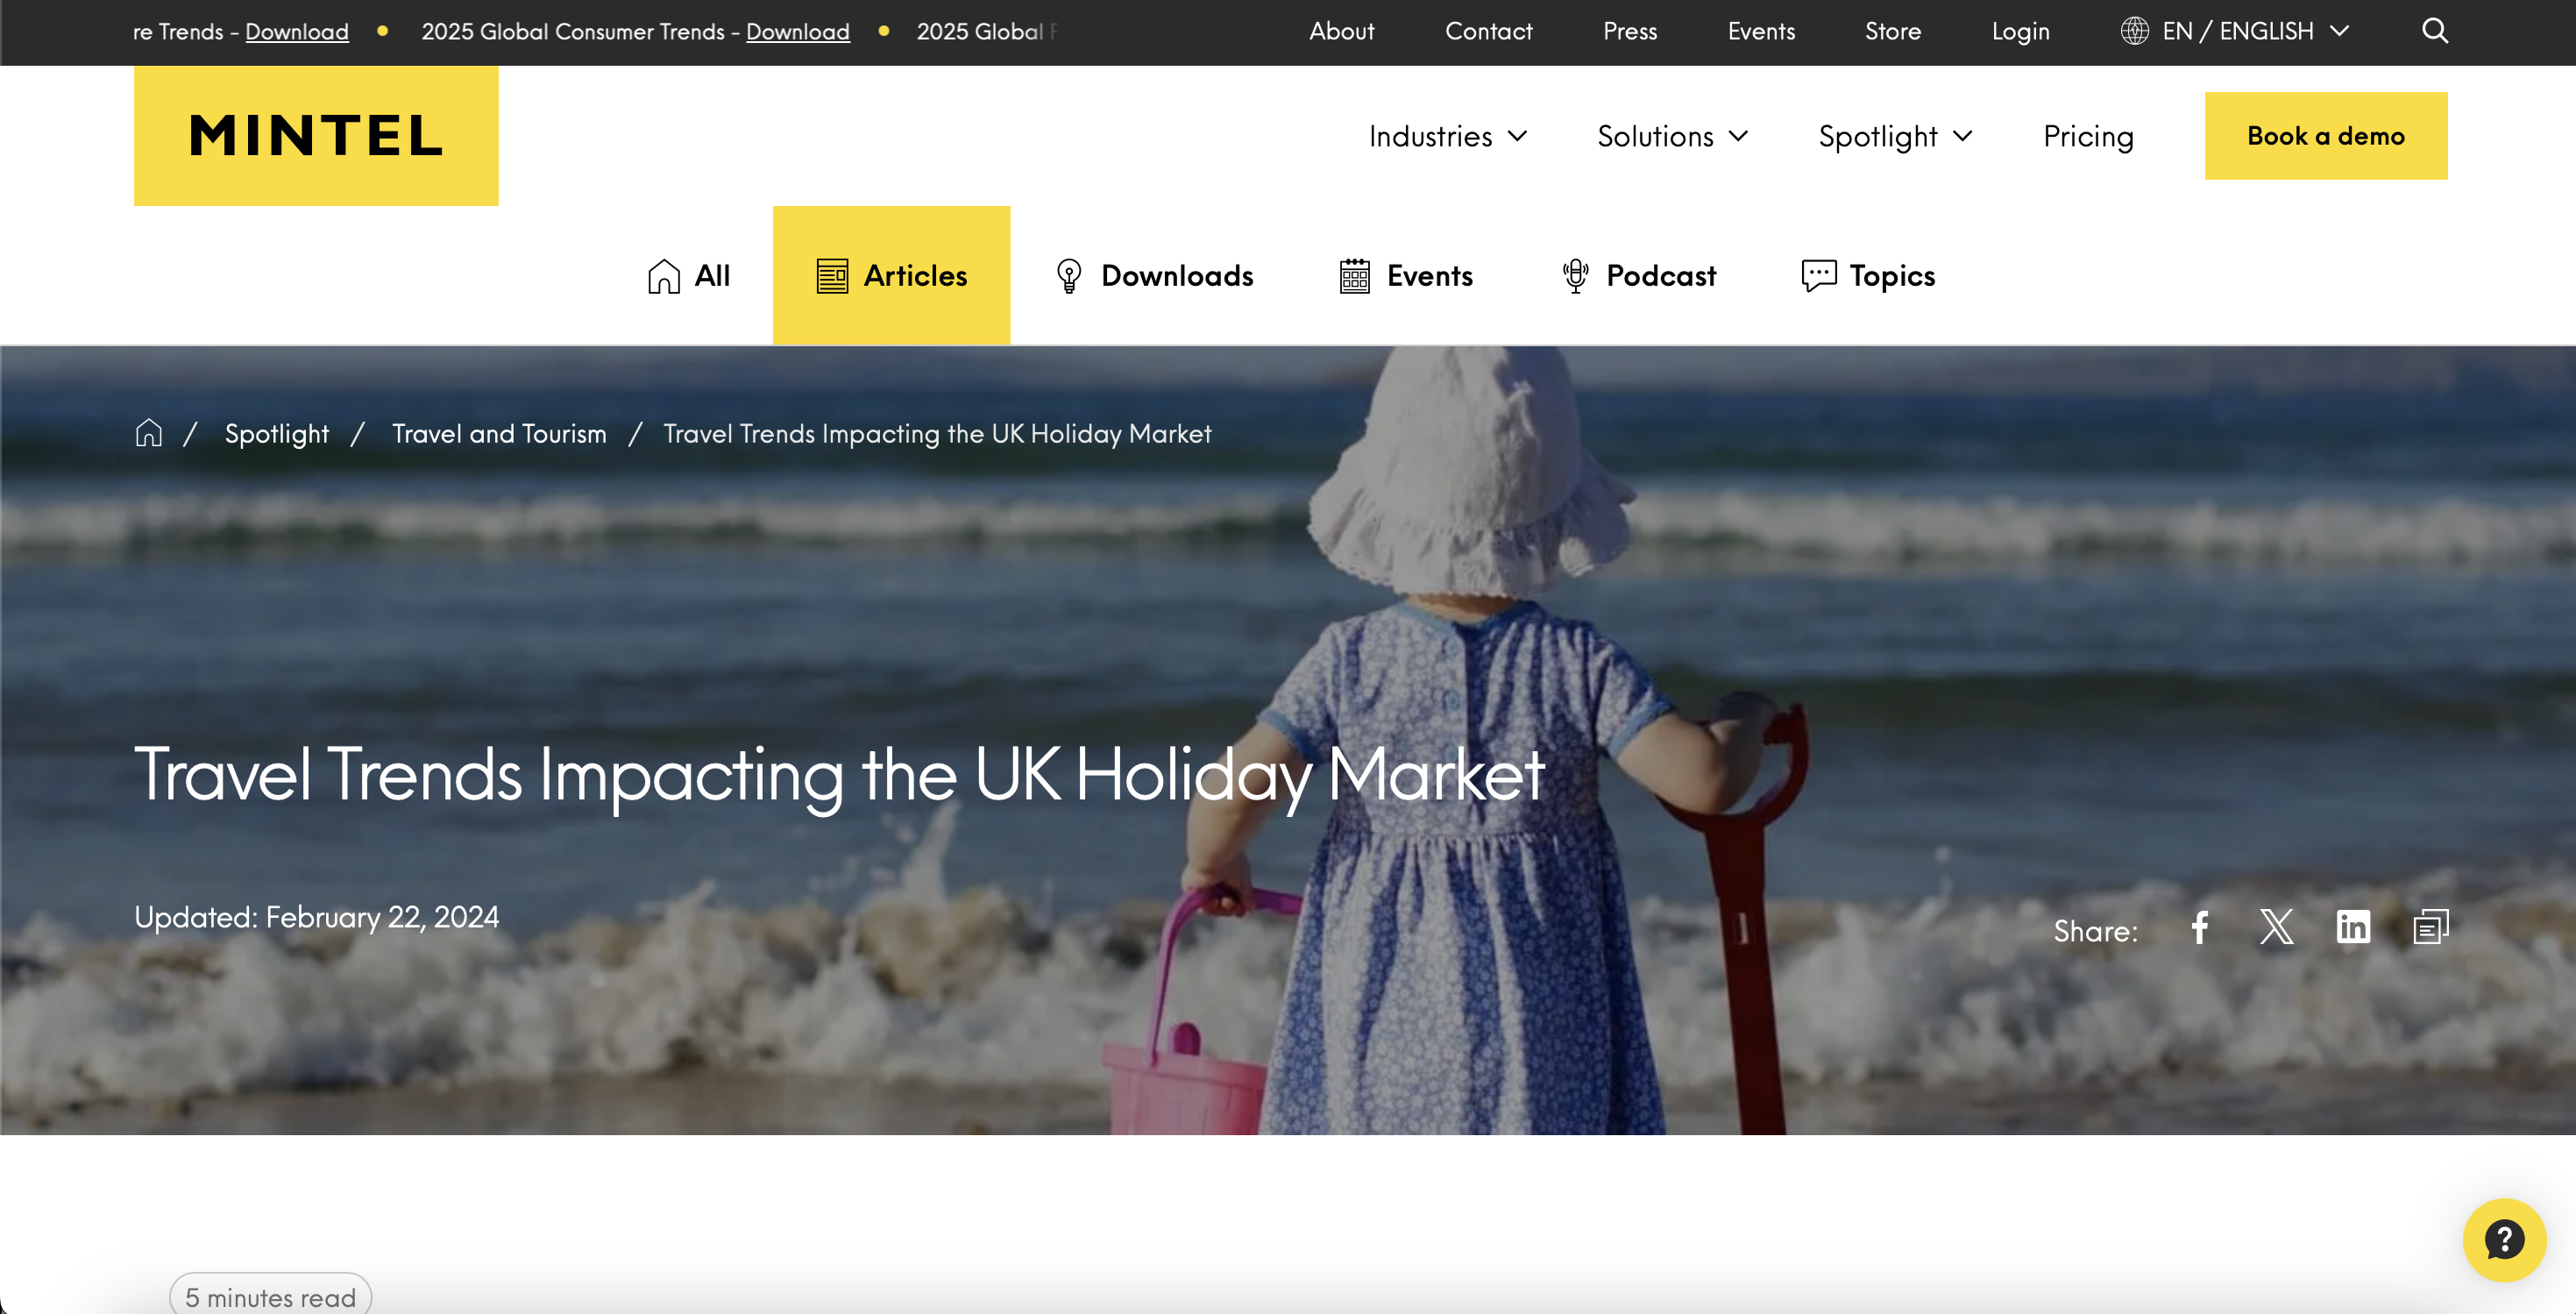 re Trends - Download • 2025 Global Consumer Trends - Download • 2025 Global
About Contact Press Events Store Login EN / ENGLISH
MINTEL
Industries Solutions Spotlight Pricing Book a demo
All Articles Downloads Events Podcast Topics
/ Spotlight / Travel and Tourism / Travel Trends Impacting the UK Holiday Market
Travel Trends Impacting the UK Holiday Market
Updated: February 22, 2024
Share:
5 minutes read